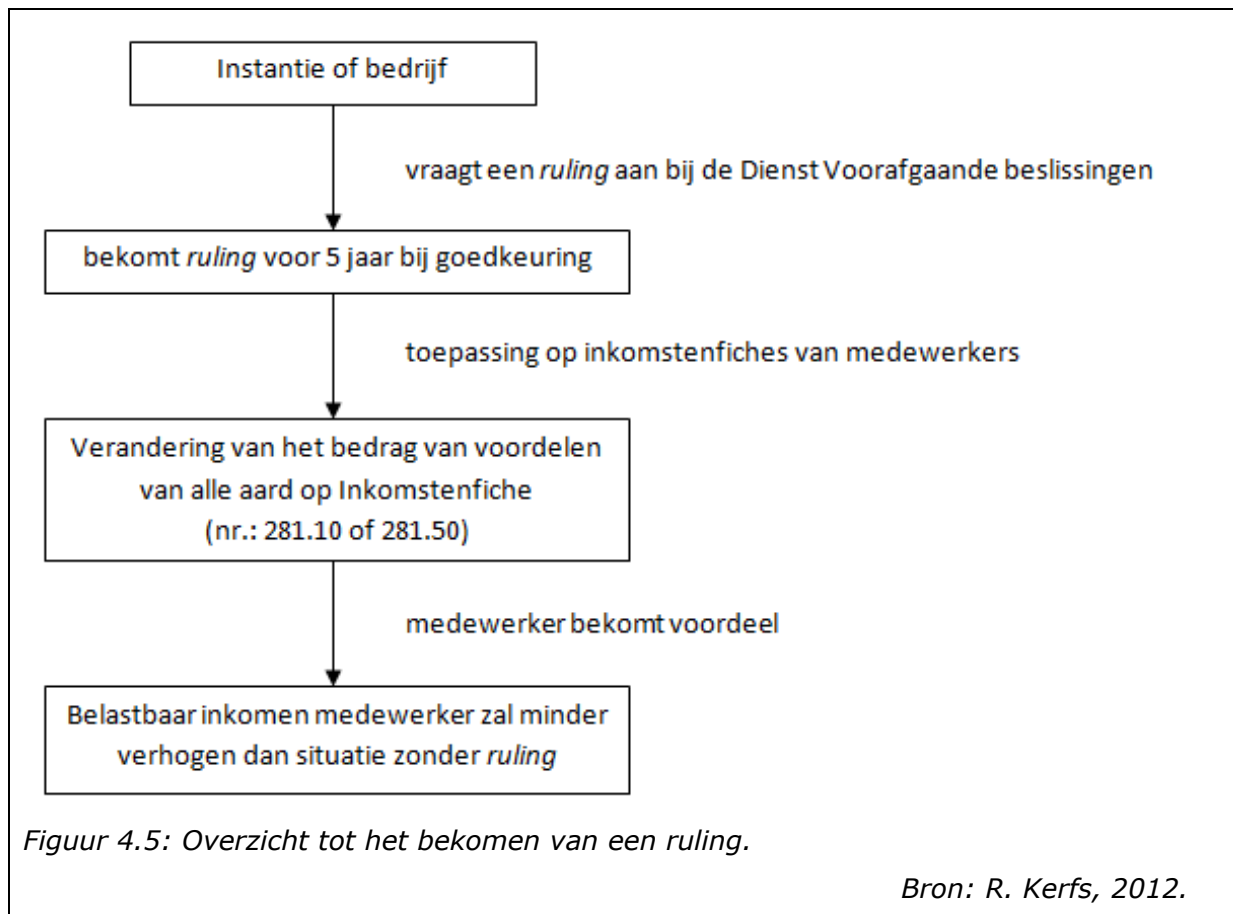 Instantie of bedrijf
vraagt een ruling aan bij de Dienst Voorafgaande beslissingen
bekomt ruling voor 5 jaar bij goedkeuring
toepassing op inkomstenfiches van medewerkers
Verandering van het bedrag van voordelen
van alle aard op Inkomstenfiche
(nr.: 281.10 of 281.50)
medewerker bekomt voordeel
Belastbaar inkomen medewerker zal minder
verhogen dan situatie zonder ruling
Figuur 4.5: Overzicht tot het bekomen van een ruling.
Bron: R. Kerfs, 2012.